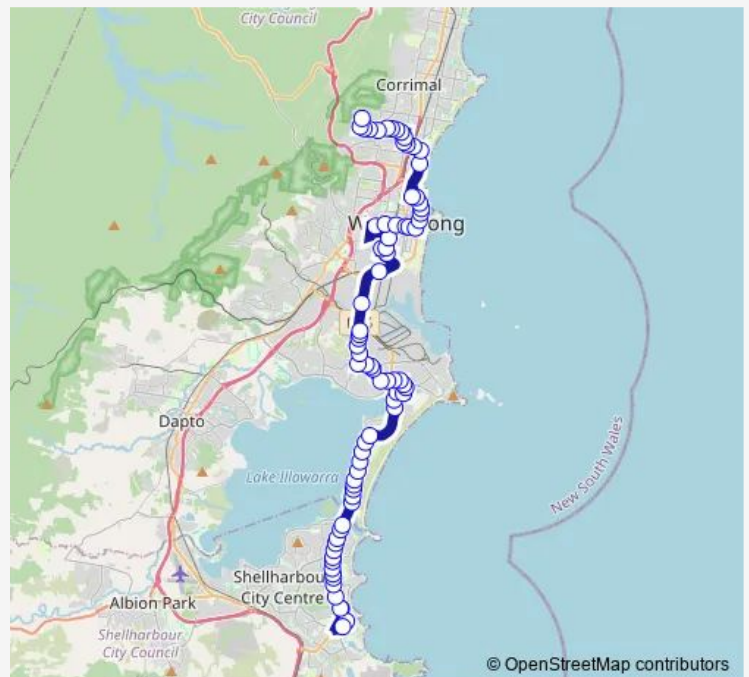 City Council
Corrimal
W
ong
Dapto
Lake Illawarra
New South Wales
Shellharbou
City Centre
Albion Park
Shellharbour
City Council
© OpenStreetMap contributors